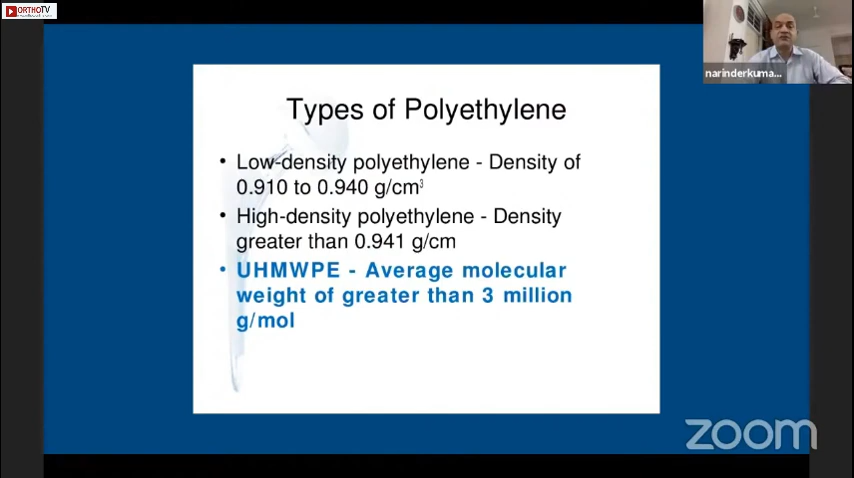 ORTHOTV
narinderkuma...
Types of Polyethylene
• Low-density polyethylene - Density of
0.910 to 0.940 g/cm³
• High-density polyethylene - Density
greater than 0.941 g/cm
• UHMWPE - Average molecular
weight of greater than 3 million
g/mol
zoom